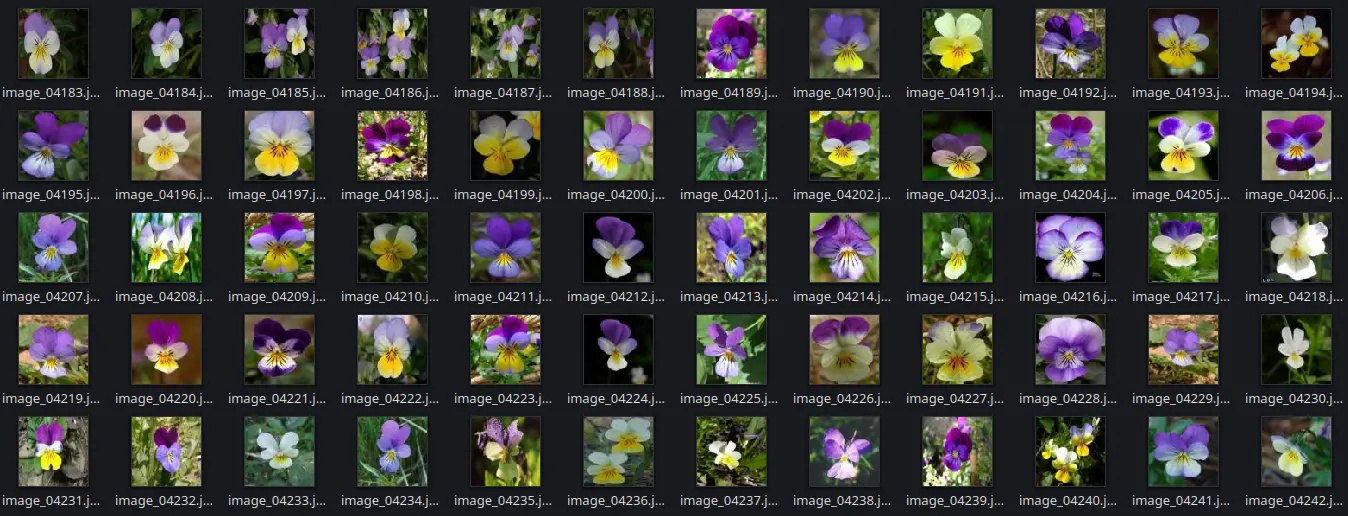 image_04183.j... image_04184.j... image_04185.j... image_04186.j... image_04187.j... image_04188.j... image_04189.j... image_04190.j... image_04191.j... image_04192.j... image_04193.j... image_04194.j...
image_04195.j... image_04196.j... image_04197.j... image_04198.j... image_04199.j... image_04200.j... image_04201.j... image_04202.j... image_04203.j... image_04204.j... image_04205.j... image_04206.j...
image_04207.j... image_04208.j... image_04209.j... image_04210.j... image_04211.j... image_04212.j... image_04213.j... image_04214.j... image_04215.j... image_04216.j... image_04217.j... image_04218.j...
image_04219.j... image_04220.j... image_04221.j... image_04222.j... image_04223.j... image_04224.j... image_04225.j... image_04226.j... image_04227.j... image_04228.j... image_04229.j... image_04230.j...
image_04231.j... image_04232.j... image_04233.j... image_04234.j... image_04235.j... image_04236.j... image_04237.j... image_04238.j... image_04239.j... image_04240.j... image_04241.j... image_04242.j...